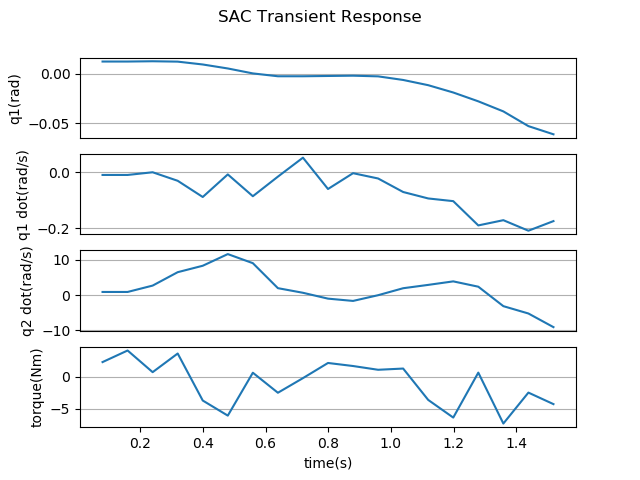 SAC Transient Response
0.00
−0.05
q1(rad)
0.0
−0.2
q1 dot(rad/s)
10
0
−10
q2 dot(rad/s)
0
−5
torque(Nm)
0.2 0.4 0.6 0.8 1.0 1.2 1.4
time(s)